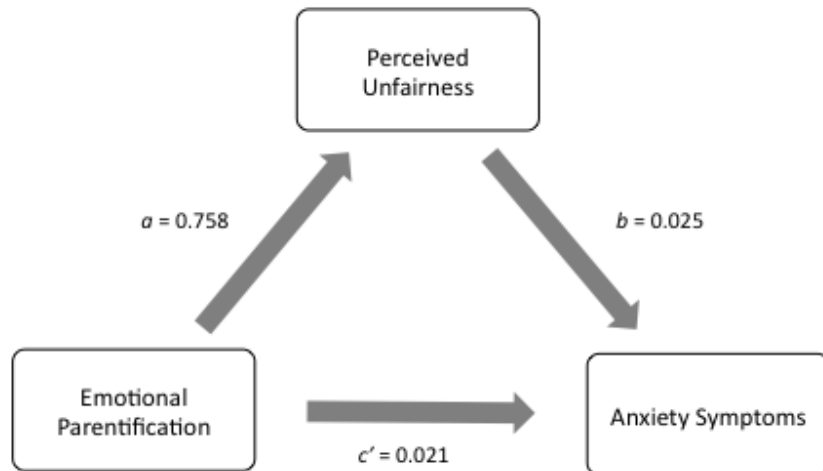 Perceived
Unfairness
a = 0.758
b = 0.025
Emotional
Parentification
Anxiety Symptoms
c’ = 0.021